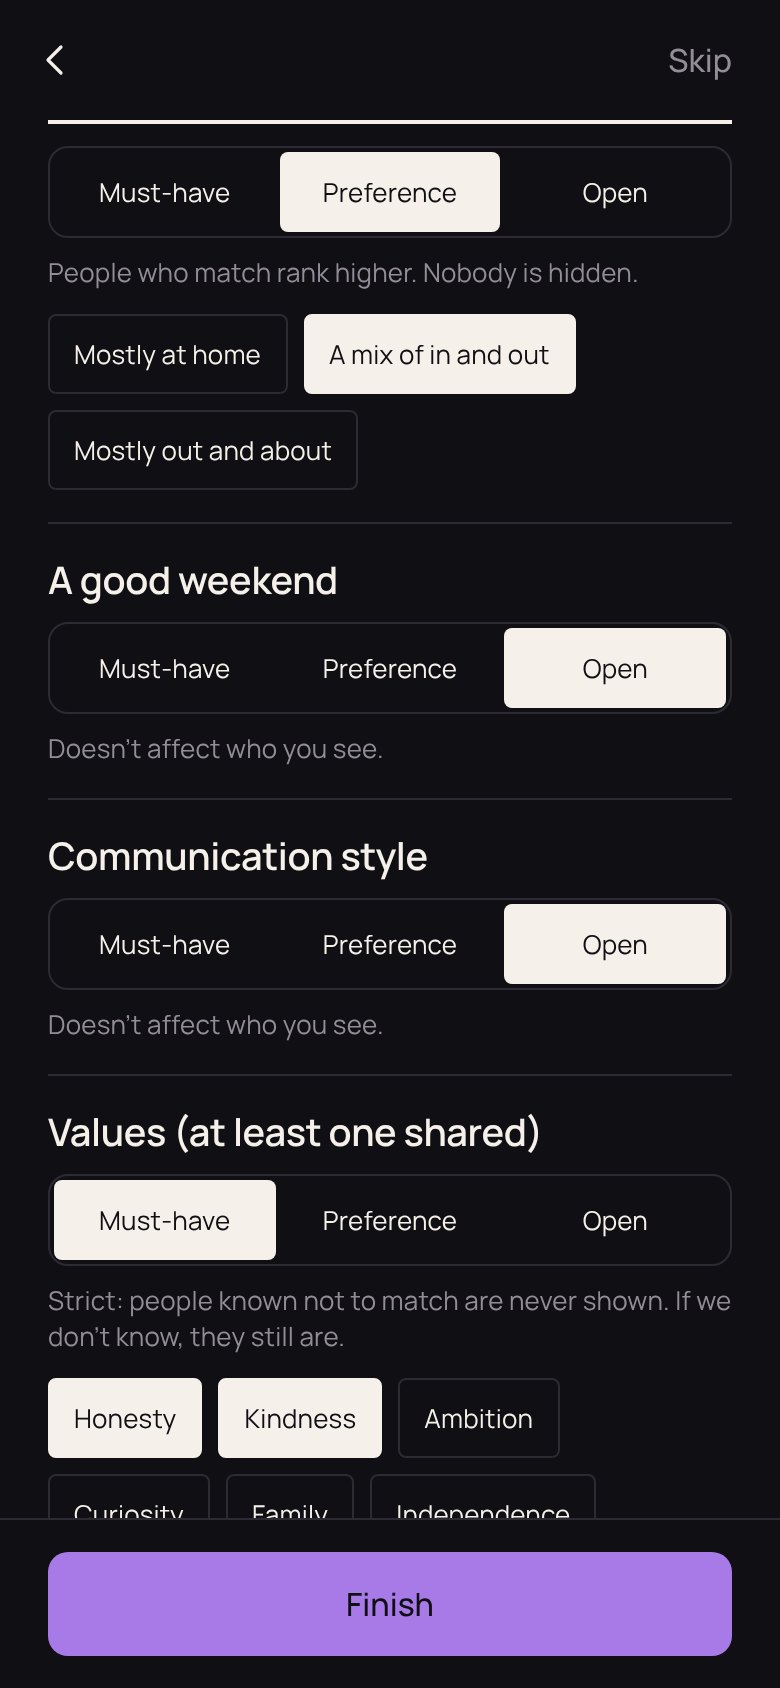 Skip
Must-have Preference Open
People who match rank higher. Nobody is hidden.
Mostly at home A mix of in and out
Mostly out and about
A good weekend
Must-have Preference Open
Doesn't affect who you see.
Communication style
Must-have Preference Open
Doesn't affect who you see.
Values (at least one shared)
Must-have Preference Open
Strict: people known not to match are never shown. If we
don't know, they still are.
Honesty Kindness Ambition
Curiosity Family Independence
Finish